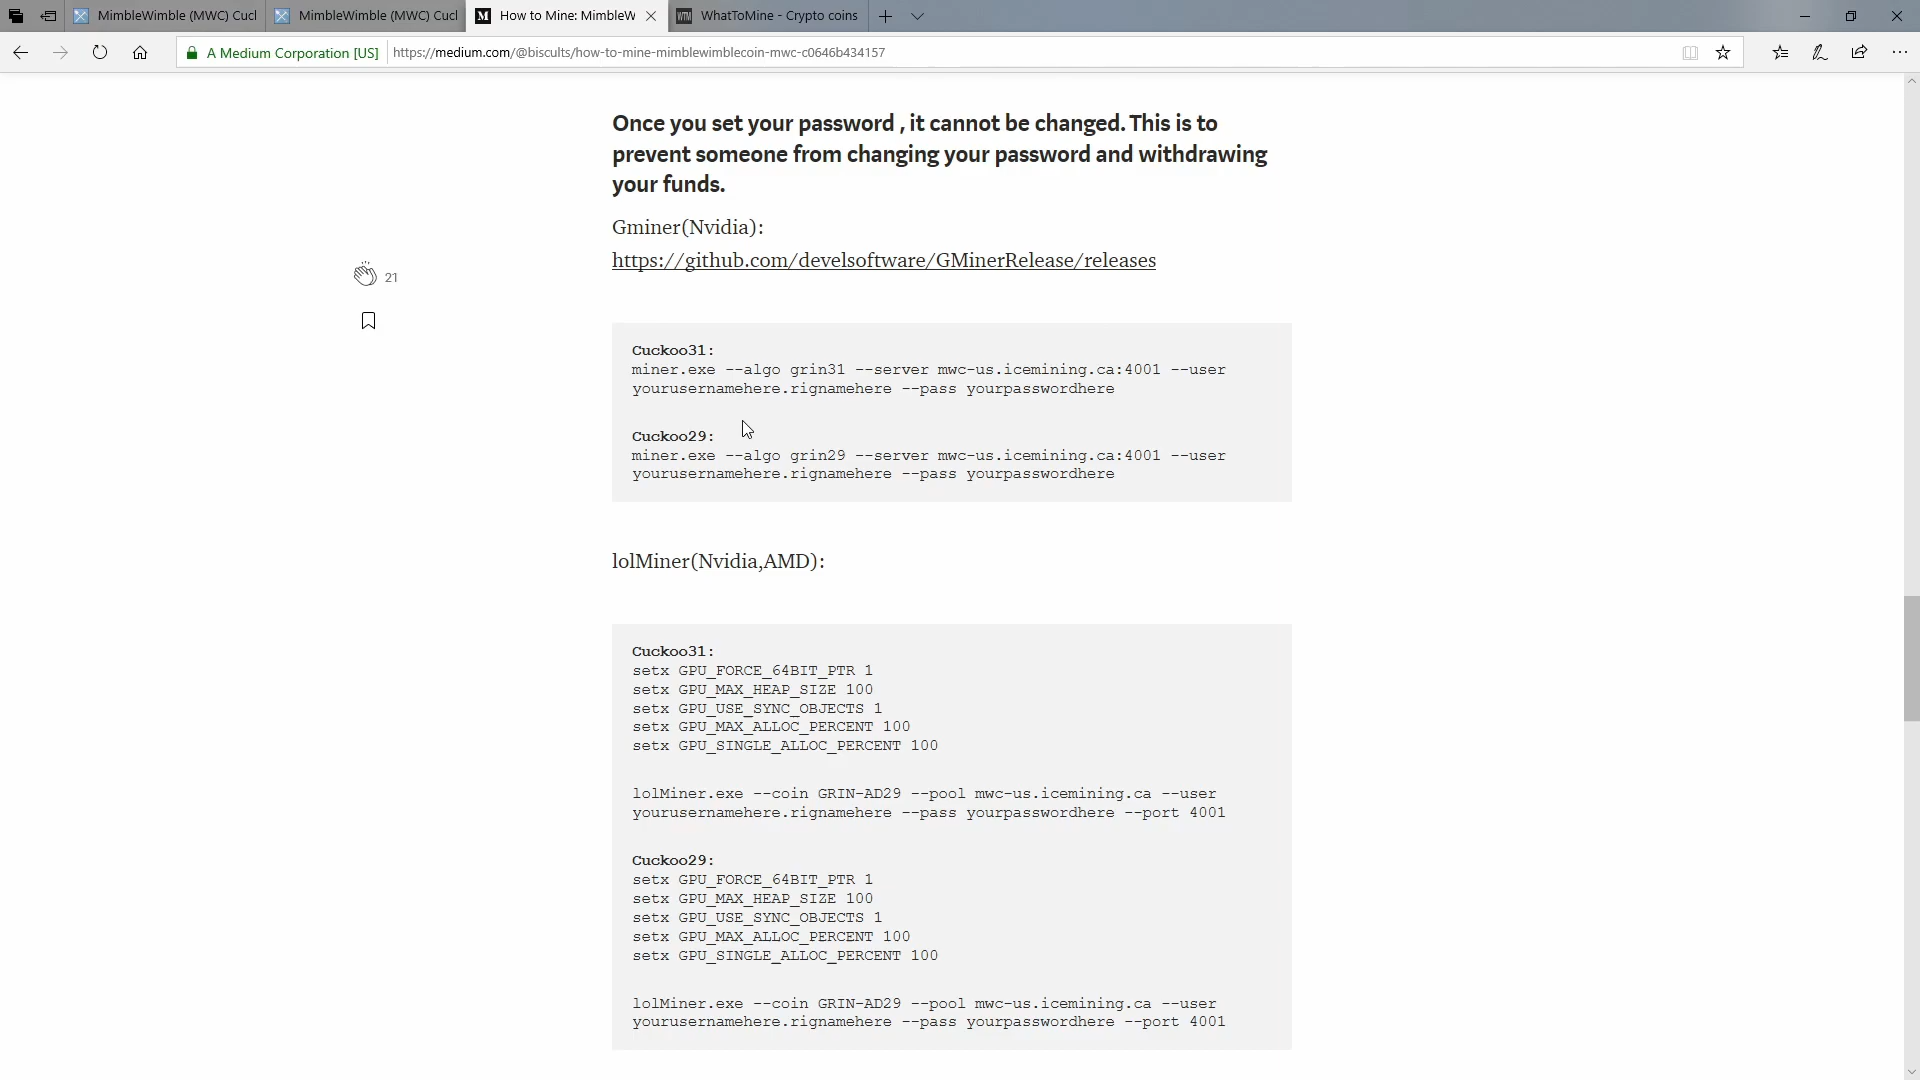 MimbleWimble (MWC) Cucl
MimbleWimble (MWC) Cucl
How to Mine: MimbleW
WhatToMine - Crypto coins
A Medium Corporation [US]
https://medium.com/@biscults/how-to-mine-mimblewimblecoin-mwc-c0646b434157
Once you set your password , it cannot be changed. This is to
prevent someone from changing your password and withdrawing
your funds.
Gminer(Nvidia):
https://github.com/develsoftware/GMinerRelease/releases
21
Cuckoo31:
miner.exe --algo grin31 --server mwc-us.icemining.ca:4001 --user
yourusernamehere.rignamehere --pass yourpasswordhere
Cuckoo29:
miner.exe --algo grin29 --server mwc-us.icemining.ca:4001 --user
yourusernamehere.rignamehere --pass yourpasswordhere
lolMiner(Nvidia,AMD):
Cuckoo31:
setx GPU_FORCE_64BIT_PTR 1
setx GPU_MAX_HEAP_SIZE 100
setx GPU_USE_SYNC_OBJECTS 1
setx GPU_MAX_ALLOC_PERCENT 100
setx GPU_SINGLE_ALLOC_PERCENT 100
lolMiner.exe --coin GRIN-AD29 --pool mwc-us.icemining.ca --user
yourusernamehere.rignamehere --pass yourpasswordhere --port 4001
Cuckoo29:
setx GPU_FORCE_64BIT_PTR 1
setx GPU_MAX_HEAP_SIZE 100
setx GPU_USE_SYNC_OBJECTS 1
setx GPU_MAX_ALLOC_PERCENT 100
setx GPU_SINGLE_ALLOC_PERCENT 100
lolMiner.exe --coin GRIN-AD29 --pool mwc-us.icemining.ca --user
yourusernamehere.rignamehere --pass yourpasswordhere --port 4001